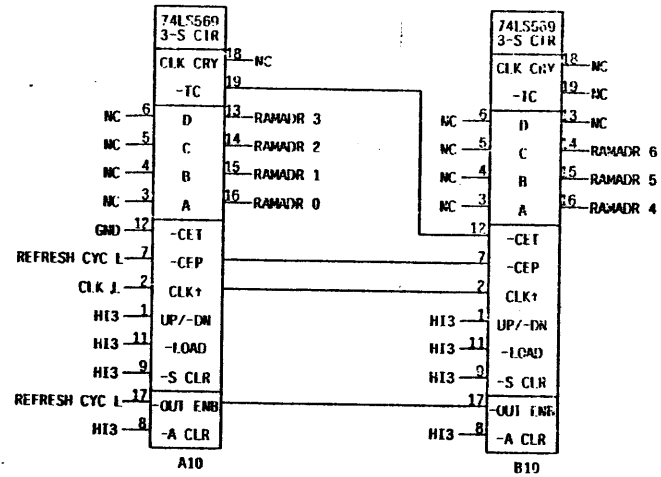 74LS569
3-S CTR
CLK CRY 18 NC
-TC 19
NC 6 D 13 RAMADR 3
NC 5 C 14 RAMADR 2
NC 4 B 15 RAMADR 1
NC 3 A 16 RAMADR 0
GND 12 -CET
REFRESH CYC L 7 -CEP
CLK J. 2 CLK↑
HI3 1 UP/-DN
HI3 11 -LOAD
HI3 9 -S CLR
REFRESH CYC L 17 -OUT ENB
HI3 8 -A CLR
A10
74LS569
3-S CTR
CLK CRY 18 NC
-TC 19 NC
NC 6 D 13 NC
NC 5 C 14 RAMADR 6
NC 4 B 15 RAMADR 5
NC 3 A 16 RAMADR 4
12 -CET
7 -CEP
2 CLK↑
HI3 1 UP/-DN
HI3 11 -LOAD
HI3 9 -S CLR
17 -OUT ENB
HI3 8 -A CLR
B10